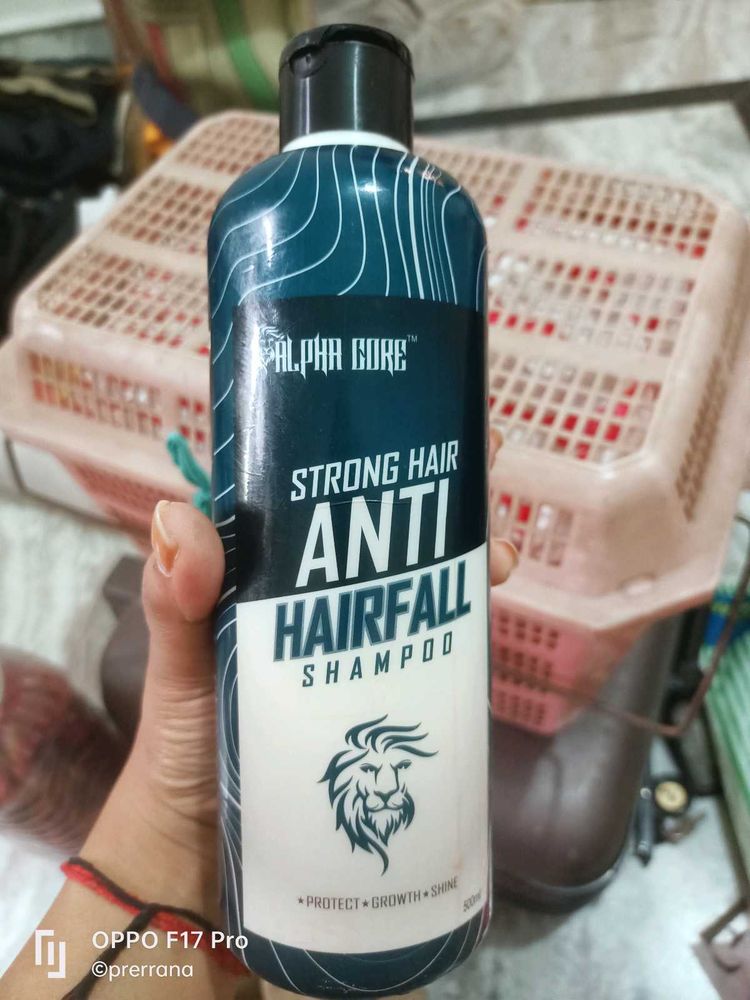 ALPHA CORE™
STRONG HAIR
ANTI
HAIRFALL
SHAMPOO
★PROTECT★GROWTH★SHINE
500ml
OPPO F17 Pro
©prerrana